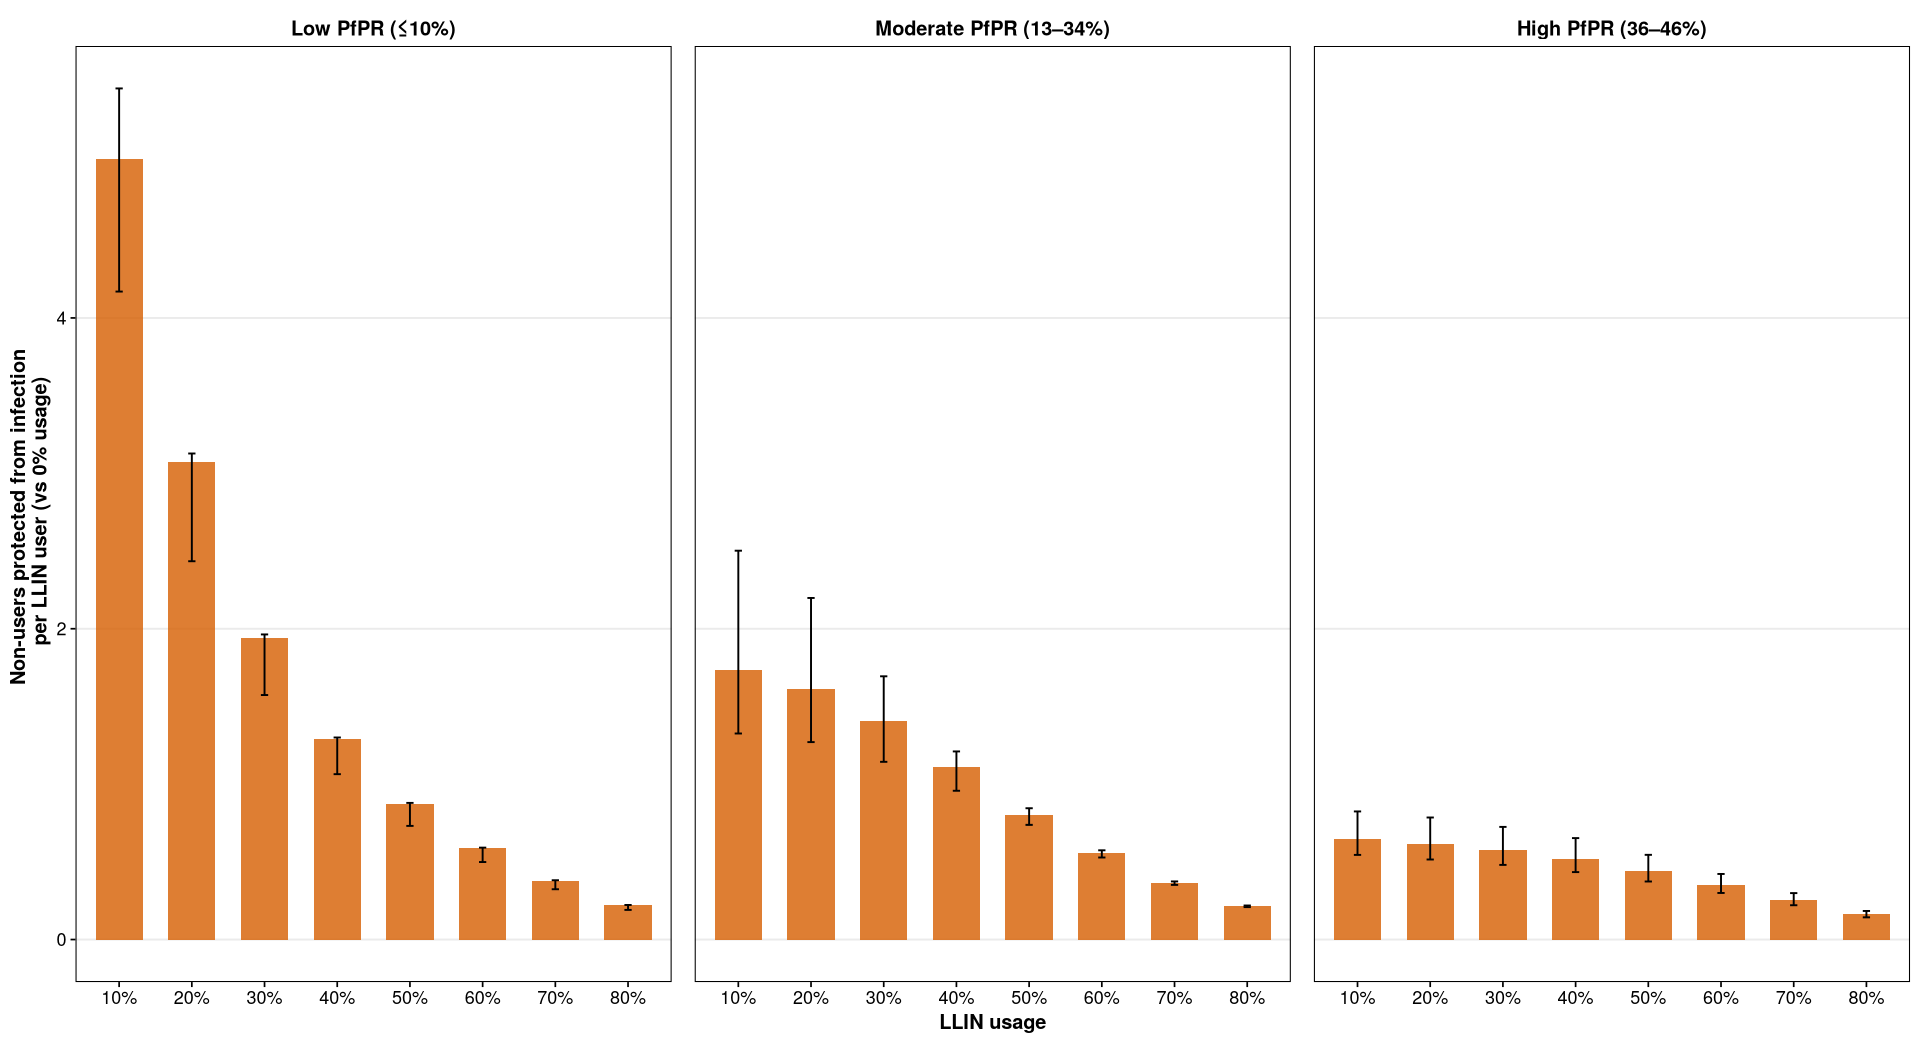 Low PfPR (≤10%)
Moderate PfPR (13–34%)
High PfPR (36–46%)
Non-users protected from infection
per LLIN user (vs 0% usage)
4
2
0
10% 20% 30% 40% 50% 60% 70% 80%
10% 20% 30% 40% 50% 60% 70% 80%
10% 20% 30% 40% 50% 60% 70% 80%
LLIN usage